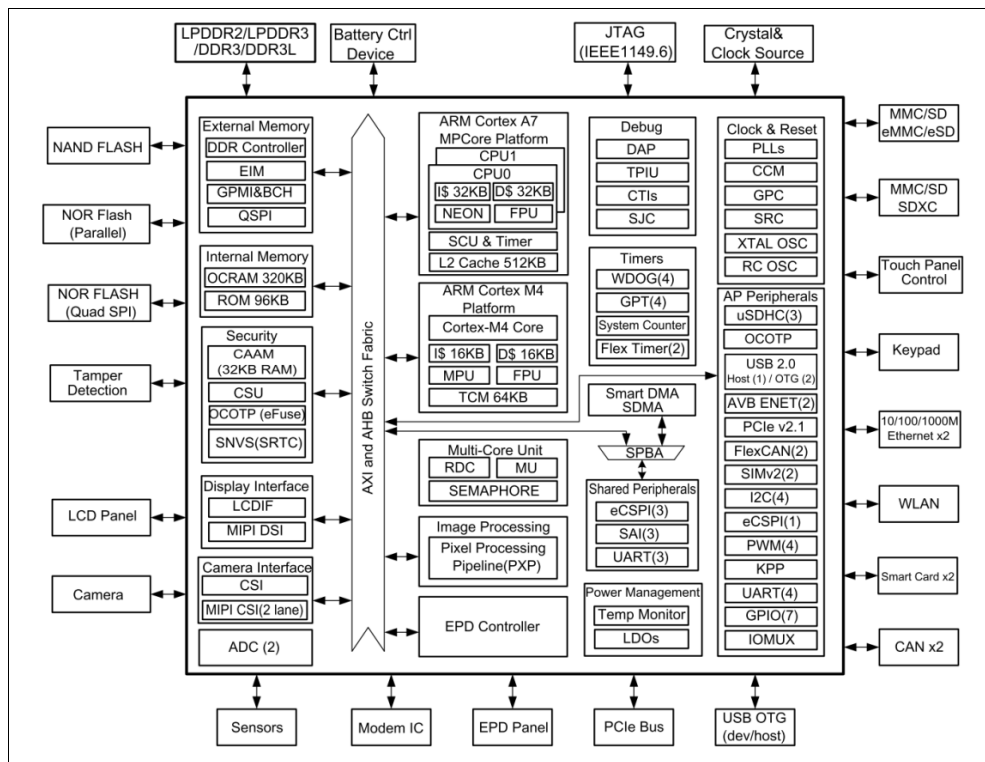 LPDDR2/LPDDR3
/DDR3/DDR3L
Battery Ctrl
Device
JTAG
(IEEE1149.6)
Crystal&
Clock Source
NAND FLASH
NOR Flash
(Parallel)
NOR FLASH
(Quad SPI)
Tamper
Detection
LCD Panel
Camera
External Memory
DDR Controller
EIM
GPMI&BCH
QSPI
Internal Memory
OCRAM 320KB
ROM 96KB
Security
CAAM
(32KB RAM)
CSU
OCOTP (eFuse)
SNVS(SRTC)
Display Interface
LCDIF
MIPI DSI
Camera Interface
CSI
MIPI CSI(2 lane)
ADC (2)
AXI and AHB Switch Fabric
ARM Cortex A7
MPCore Platform
CPU1
CPU0
I$ 32KB
D$ 32KB
NEON
FPU
SCU & Timer
L2 Cache 512KB
ARM Cortex M4
Platform
Cortex-M4 Core
I$ 16KB
D$ 16KB
MPU
FPU
TCM 64KB
Multi-Core Unit
RDC
MU
SEMAPHORE
Image Processing
Pixel Processing
Pipeline(PXP)
EPD Controller
Debug
DAP
TPIU
CTIs
SJC
Timers
WDOG(4)
GPT(4)
System Counter
Flex Timer(2)
Smart DMA
SDMA
SPBA
Shared Peripherals
eCSPI(3)
SAI(3)
UART(3)
Power Management
Temp Monitor
LDOs
Clock & Reset
PLLs
CCM
GPC
SRC
XTAL OSC
RC OSC
AP Peripherals
uSDHC(3)
OCOTP
USB 2.0
Host (1) / OTG (2)
AVB ENET(2)
PCIe v2.1
FlexCAN(2)
SIMv2(2)
I2C(4)
eCSPI(1)
PWM(4)
KPP
UART(4)
GPIO(7)
IOMUX
MMC/SD
eMMC/eSD
MMC/SD
SDXC
Touch Panel
Control
Keypad
10/100/1000M
Ethernet x2
WLAN
Smart Card x2
CAN x2
Sensors
Modem IC
EPD Panel
PCIe Bus
USB OTG
(dev/host)